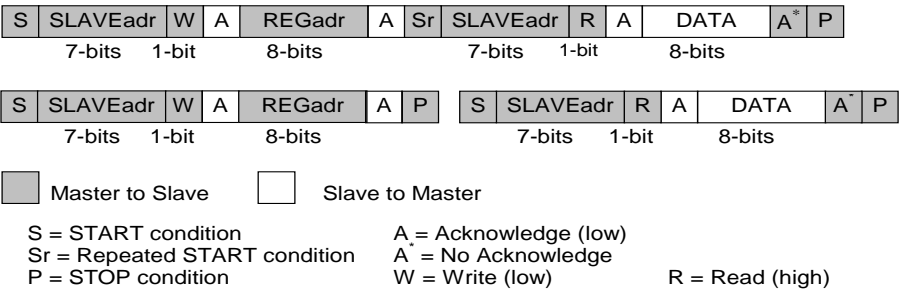 S SLAVEadr W A REGadr A Sr SLAVEadr R A DATA A* P
7-bits 1-bit 8-bits 7-bits 1-bit 8-bits
S SLAVEadr W A REGadr A P S SLAVEadr R A DATA A* P
7-bits 1-bit 8-bits 7-bits 1-bit 8-bits
Master to Slave Slave to Master
S = START condition A = Acknowledge (low)
Sr = Repeated START condition A* = No Acknowledge
P = STOP condition W = Write (low) R = Read (high)